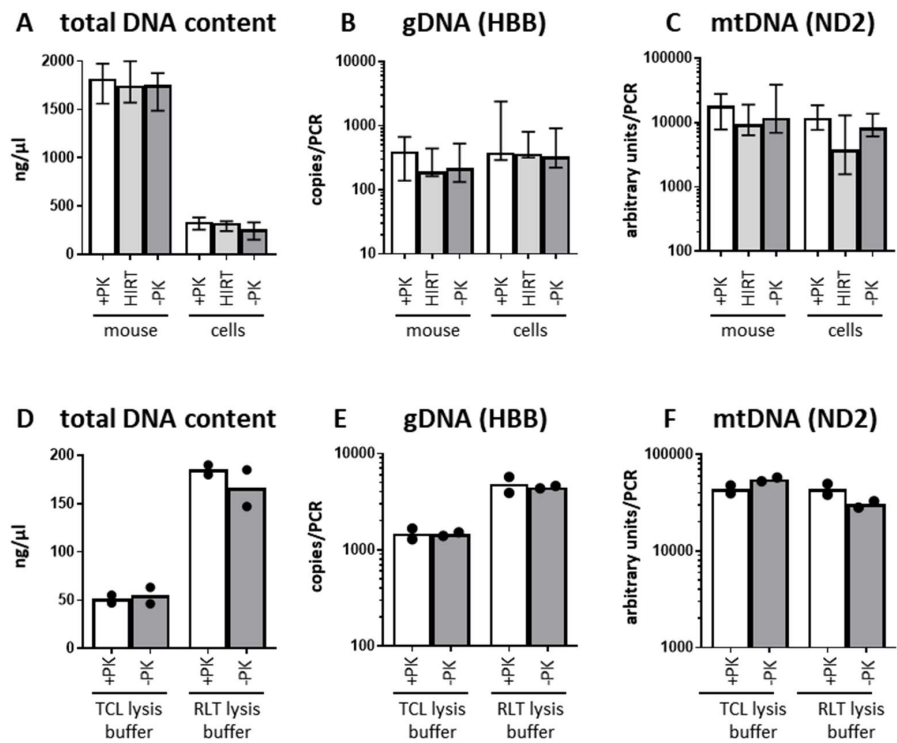 A total DNA content
B gDNA (HBB)
C mtDNA (ND2)
2000
1500
1000
500
0
ng/µl
+PK
HIRT
-PK
+PK
HIRT
-PK
mouse
cells
10000
1000
100
10
copies/PCR
+PK
HIRT
-PK
+PK
HIRT
-PK
mouse
cells
100000
10000
1000
100
arbitrary units/PCR
+PK
HIRT
-PK
+PK
HIRT
-PK
mouse
cells
D total DNA content
E gDNA (HBB)
F mtDNA (ND2)
200
150
100
50
0
ng/µl
+PK
-PK
+PK
-PK
TCL lysis
buffer
RLT lysis
buffer
10000
1000
100
copies/PCR
+PK
-PK
+PK
-PK
TCL lysis
buffer
RLT lysis
buffer
100000
10000
1000
arbitrary units/PCR
+PK
-PK
+PK
-PK
TCL lysis
buffer
RLT lysis
buffer